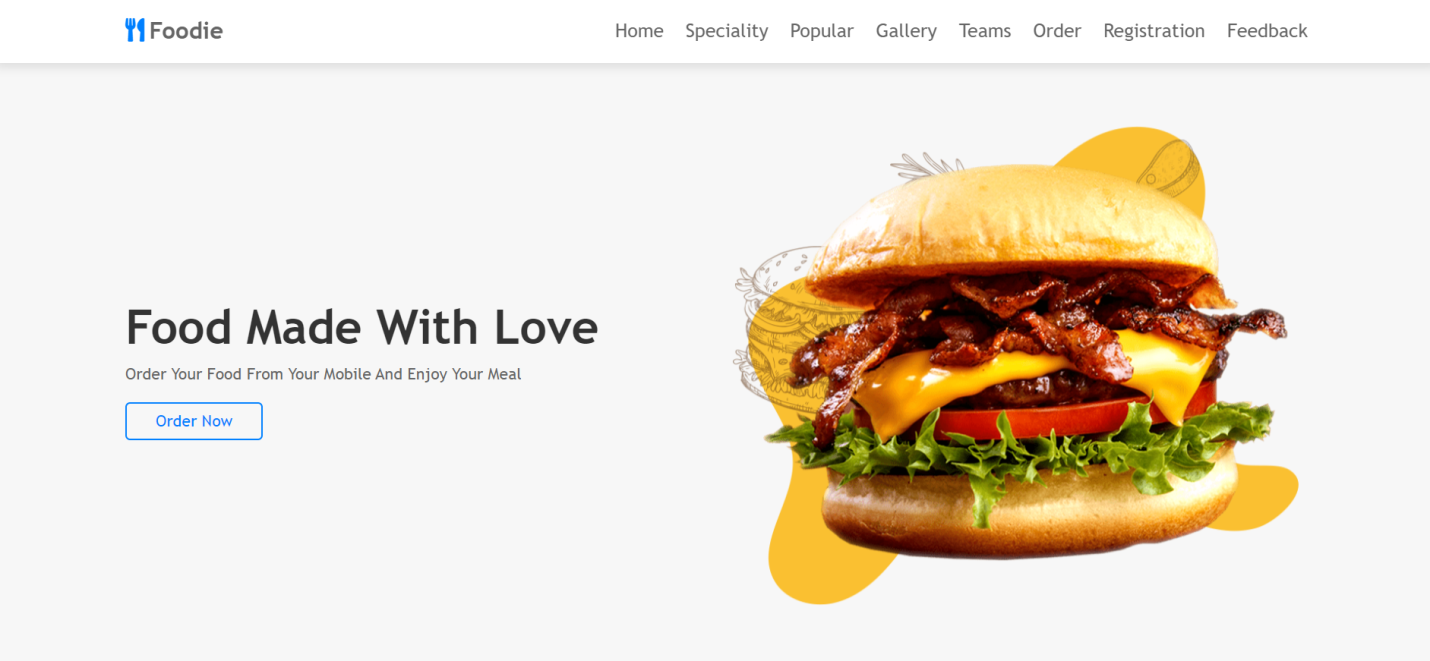 Foodie
Home Speciality Popular Gallery Teams Order Registration Feedback
Food Made With Love
Order Your Food From Your Mobile And Enjoy Your Meal
Order Now